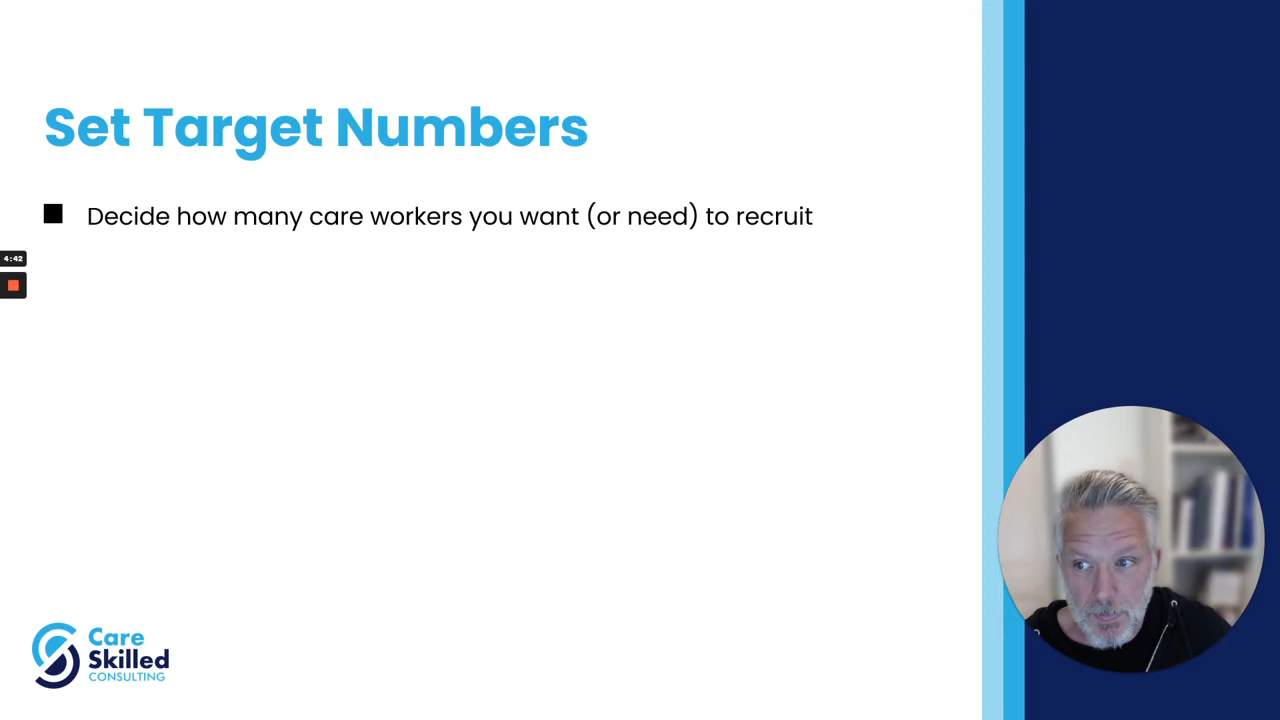 Set Target Numbers
Decide how many care workers you want (or need) to recruit
4:42
Care
Skilled
CONSULTING